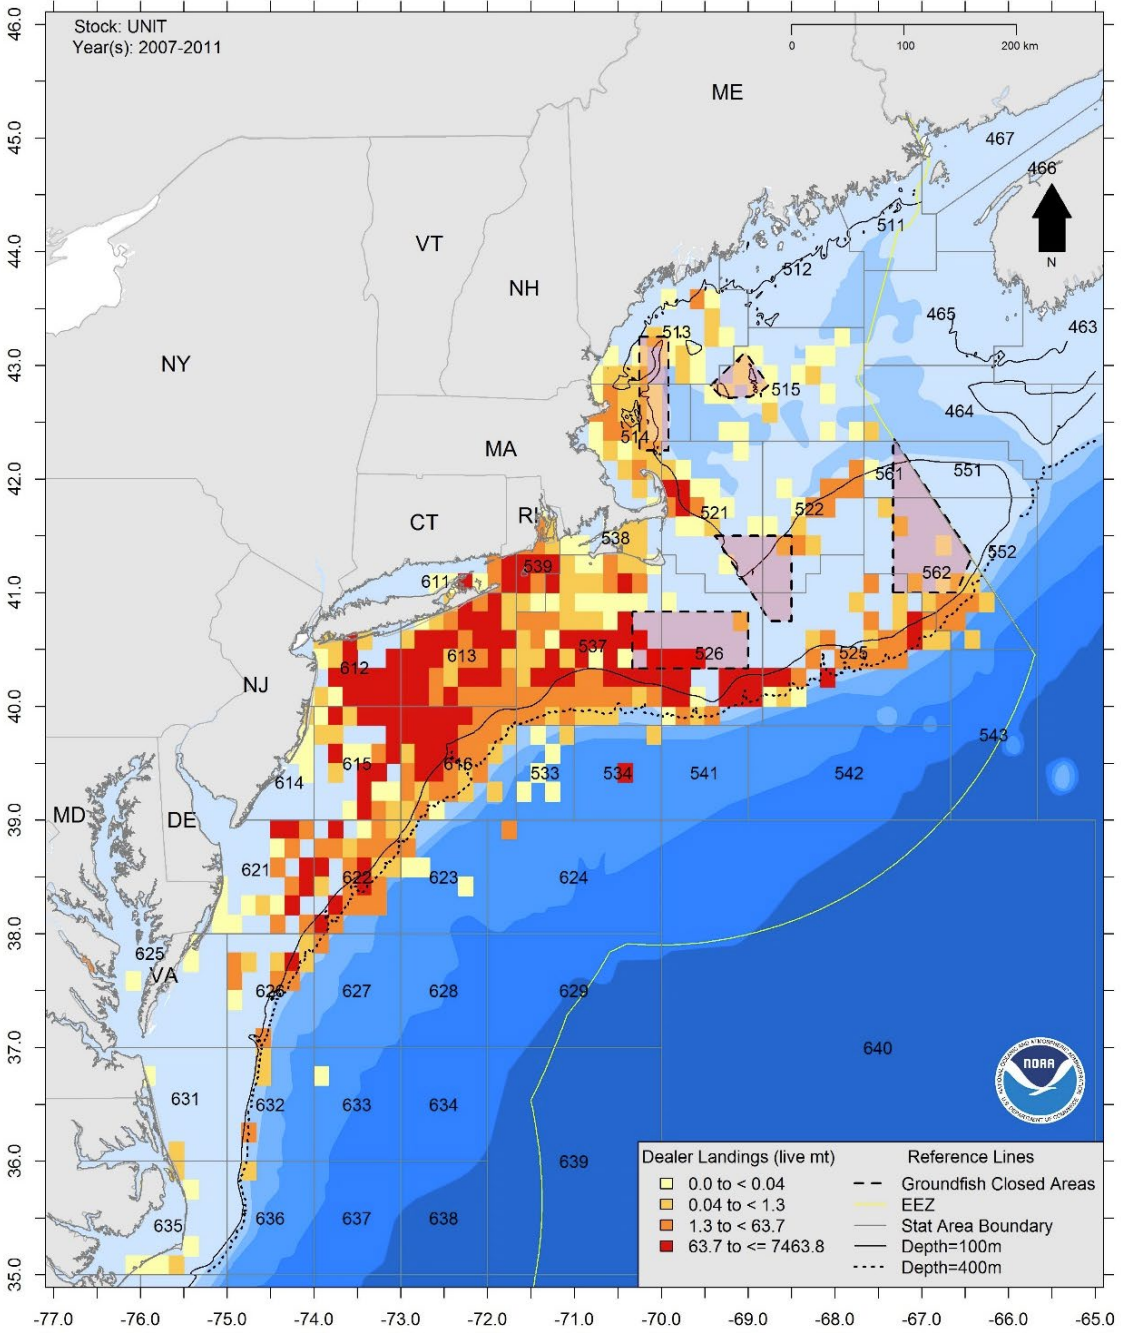 46.0
45.0
44.0
43.0
42.0
41.0
40.0
39.0
38.0
37.0
36.0
35.0
Stock: UNIT
Year(s): 2007-2011
0 100 200 km
ME
467
466
VT
511
N
512
NH
465
463
513
NY
515
464
514
MA
561
551
521
522
CT
RI
538
552
539
562
611
537
526
525
613
612
NJ
543
615
616
533
534
541
542
614
MD
DE
621
622
623
624
625
VA
626
627
628
629
640
NOAA
NATIONAL OCEANIC AND ATMOSPHERIC ADMINISTRATION
U.S. DEPARTMENT OF COMMERCE
631
632
633
634
639
635
636
637
638
Dealer Landings (live mt)
0.0 to < 0.04
0.04 to < 1.3
1.3 to < 63.7
63.7 to <= 7463.8
Reference Lines
Groundfish Closed Areas
EEZ
Stat Area Boundary
Depth=100m
Depth=400m
-77.0 -76.0 -75.0 -74.0 -73.0 -72.0 -71.0 -70.0 -69.0 -68.0 -67.0 -66.0 -65.0